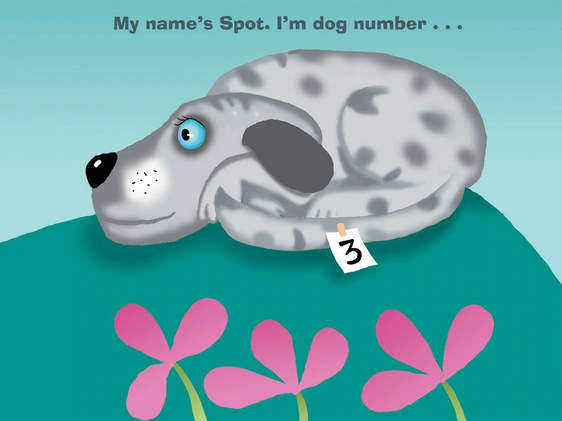 My name’s Spot. I’m dog number . . .
3